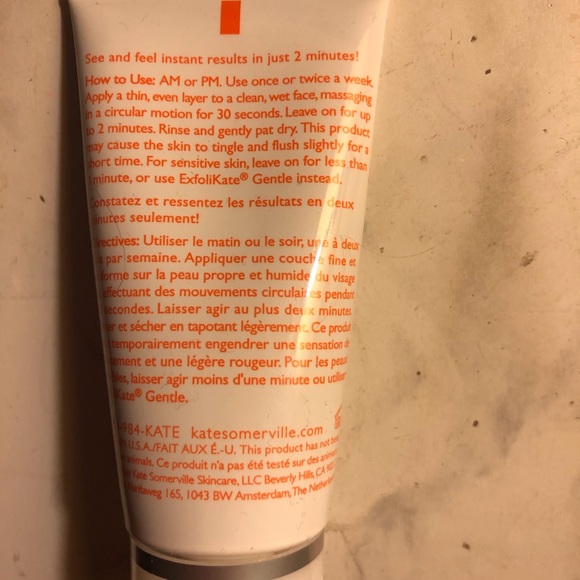 See and feel instant results in just 2 minutes!
How to Use: AM or PM. Use once or twice a week.
Apply a thin, even layer to a clean, wet face, massaging
in a circular motion for 30 seconds. Leave on for up
to 2 minutes. Rinse and gently pat dry. This product
may cause the skin to tingle and flush slightly for a
short time. For sensitive skin, leave on for less than
minute, or use ExfoliKate® Gentle instead.
Constatez et ressentez les résultats en deux
minutes seulement!
Directives: Utiliser le matin ou le soir, une à deux
par semaine. Appliquer une couche fine et
forme sur la peau propre et humide du visage
effectuant des mouvements circulaires pendant
secondes. Laisser agir au plus deux minutes.
er et sécher en tapotant légèrement. Ce produit
temporairement engendrer une sensation de
ement et une légère rougeur. Pour les peaux
laisser agir moins d'une minute ou utiliser
Kate® Gentle.
-984-KATE katesomerville.com
U.S.A./FAIT AUX É.-U. This product has not been
animals. Ce produit n'a pas été testé sur des animaux.
Kate Somerville Skincare, LLC Beverly Hills, CA 902
165, 1043 BW Amsterdam, The Netherlands